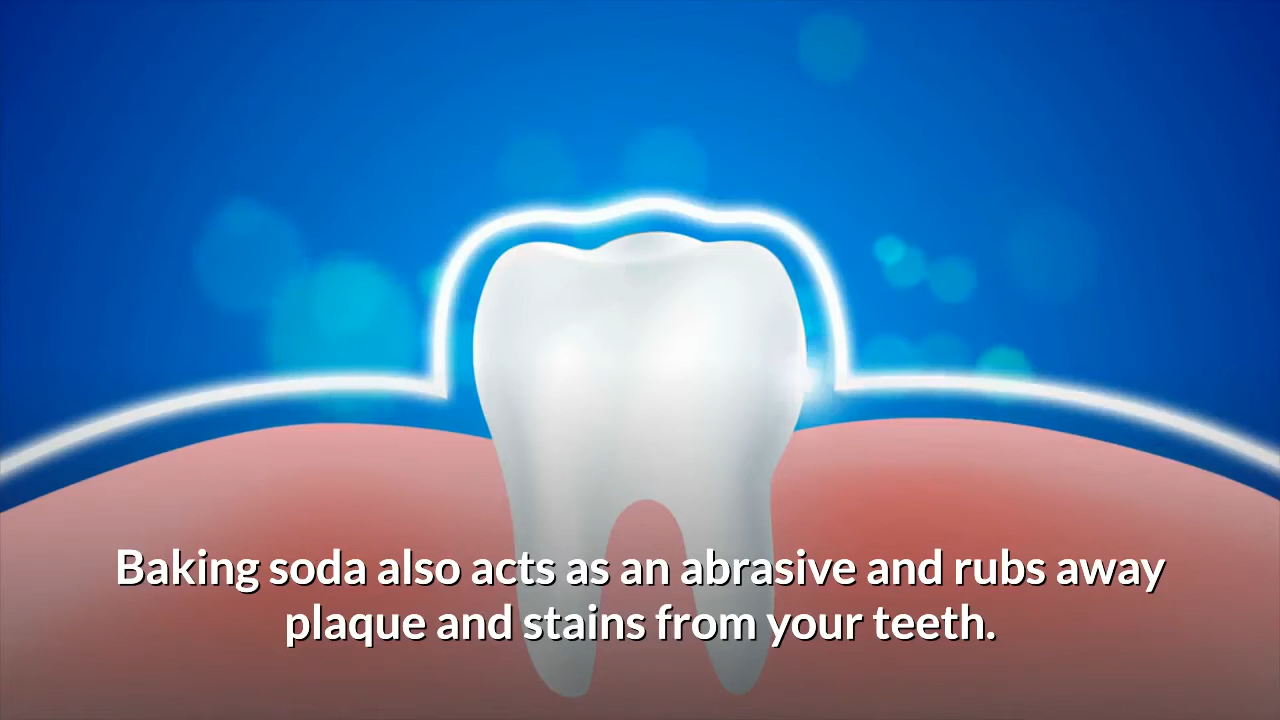 Baking soda also acts as an abrasive and rubs away
plaque and stains from your teeth.